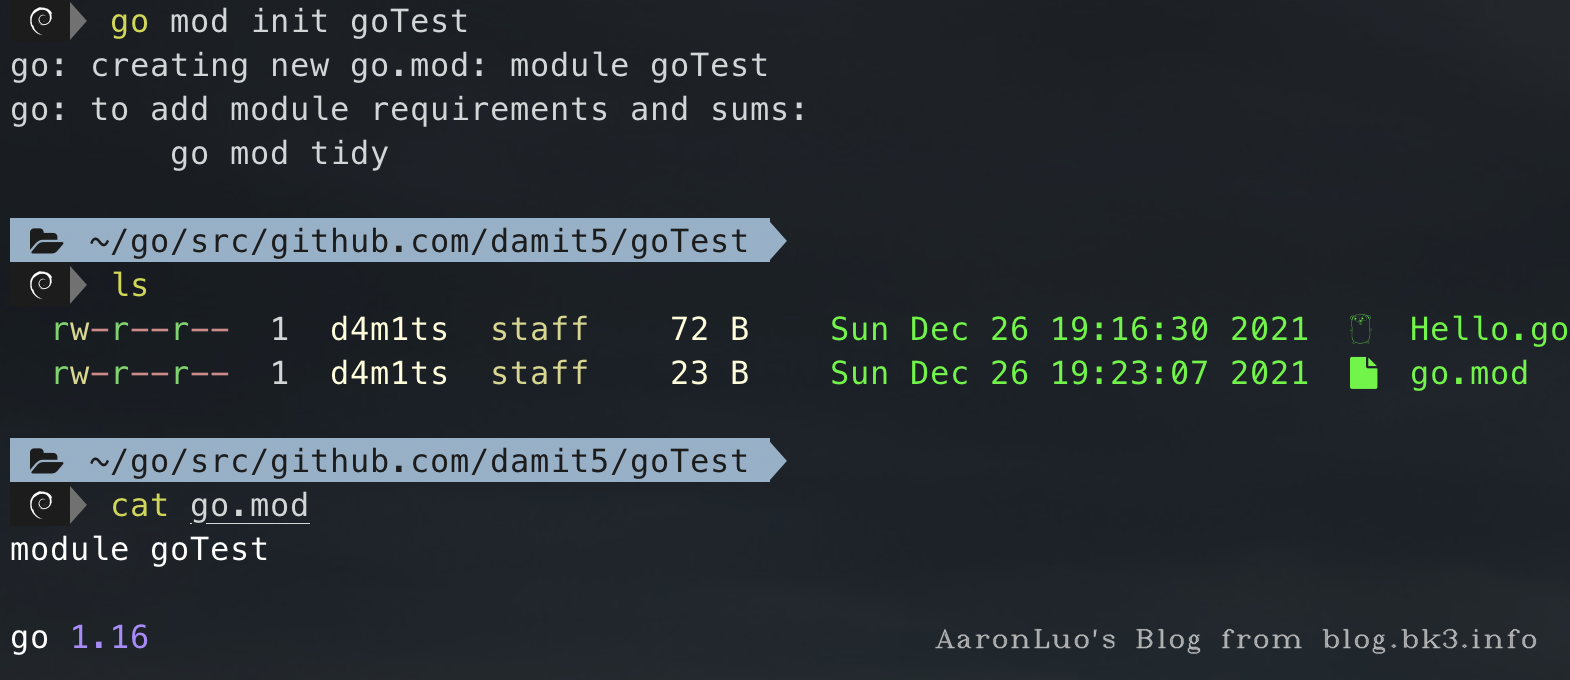 go mod init goTest
go: creating new go.mod: module goTest
go: to add module requirements and sums:
go mod tidy
~/go/src/github.com/damit5/goTest
ls
rw-r--r-- 1 d4m1ts staff 72 B Sun Dec 26 19:16:30 2021 Hello.go
rw-r--r-- 1 d4m1ts staff 23 B Sun Dec 26 19:23:07 2021 go.mod
~/go/src/github.com/damit5/goTest
cat go.mod
module goTest
go 1.16
AaronLuo's Blog from blog.bk3.info